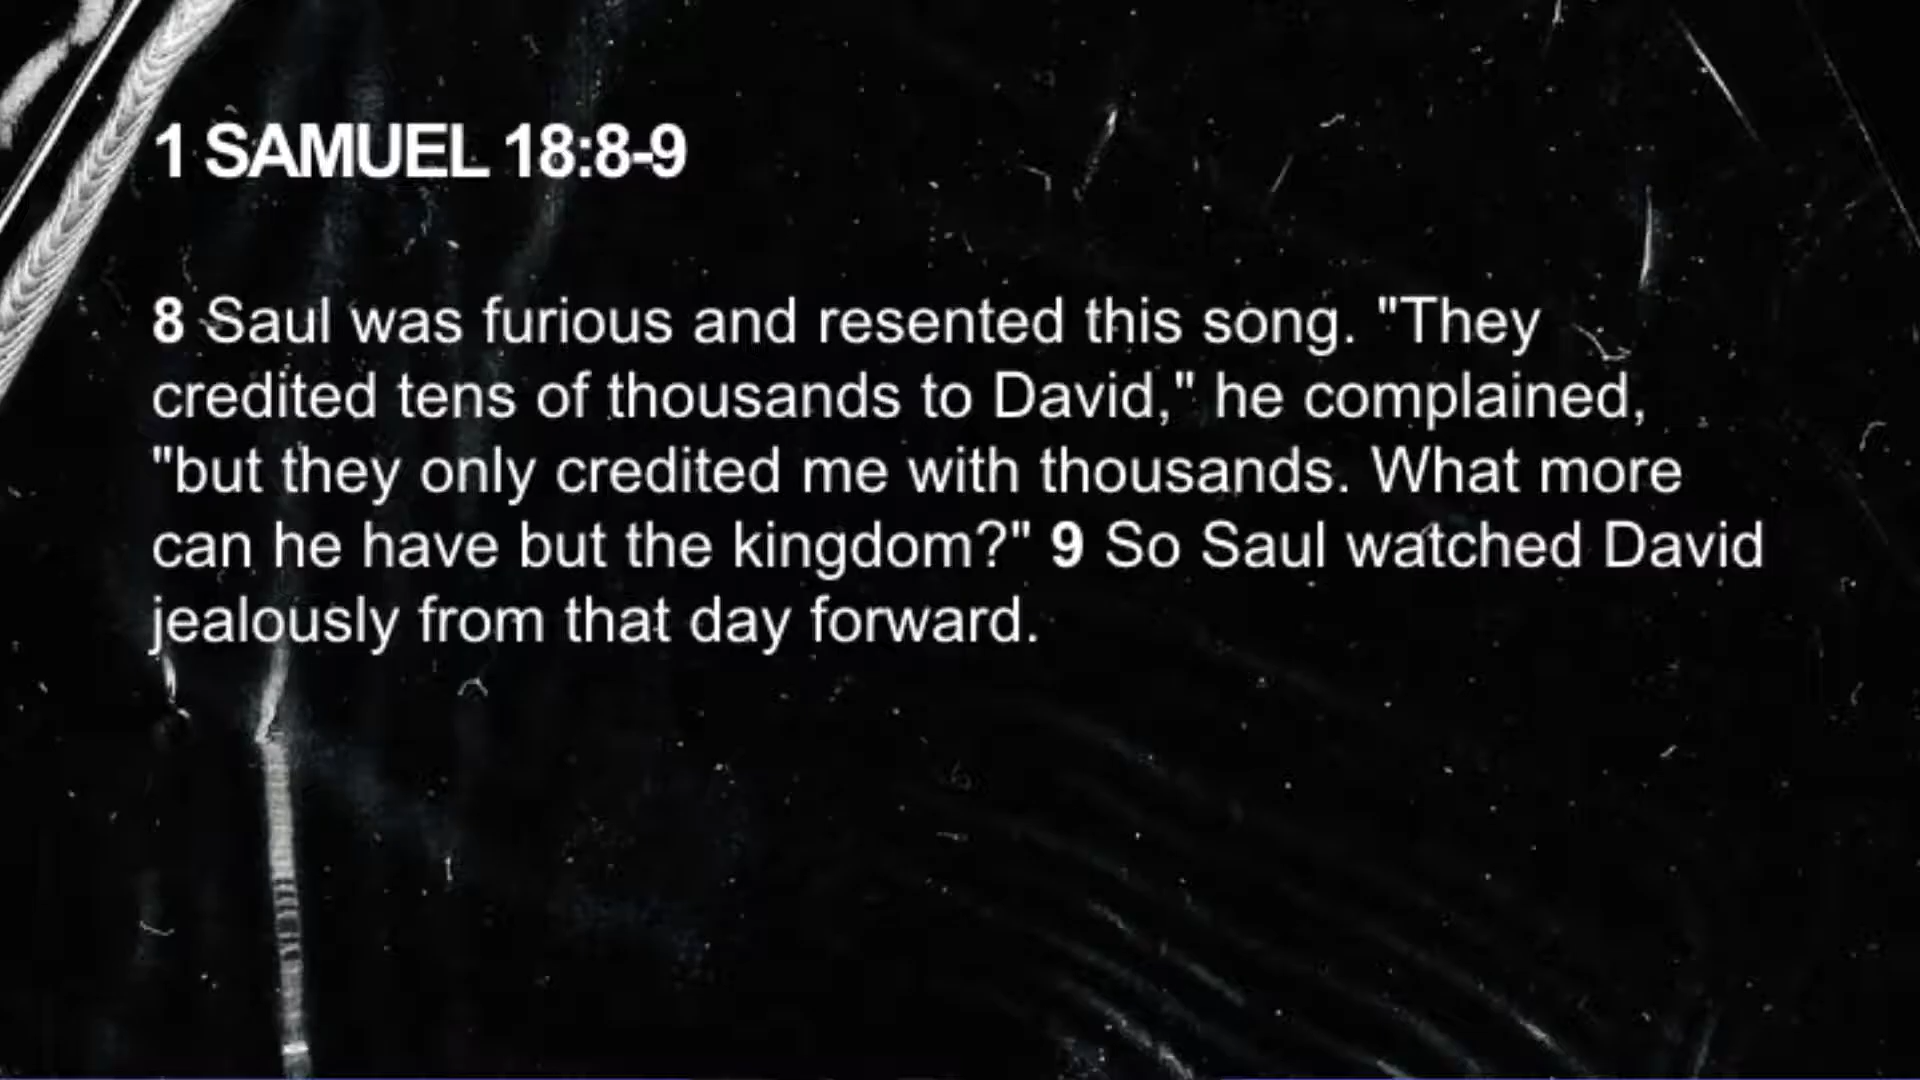 1 SAMUEL 18:8-9
8 Saul was furious and resented this song. "They
credited tens of thousands to David," he complained,
"but they only credited me with thousands. What more
can he have but the kingdom?" 9 So Saul watched David
jealously from that day forward.